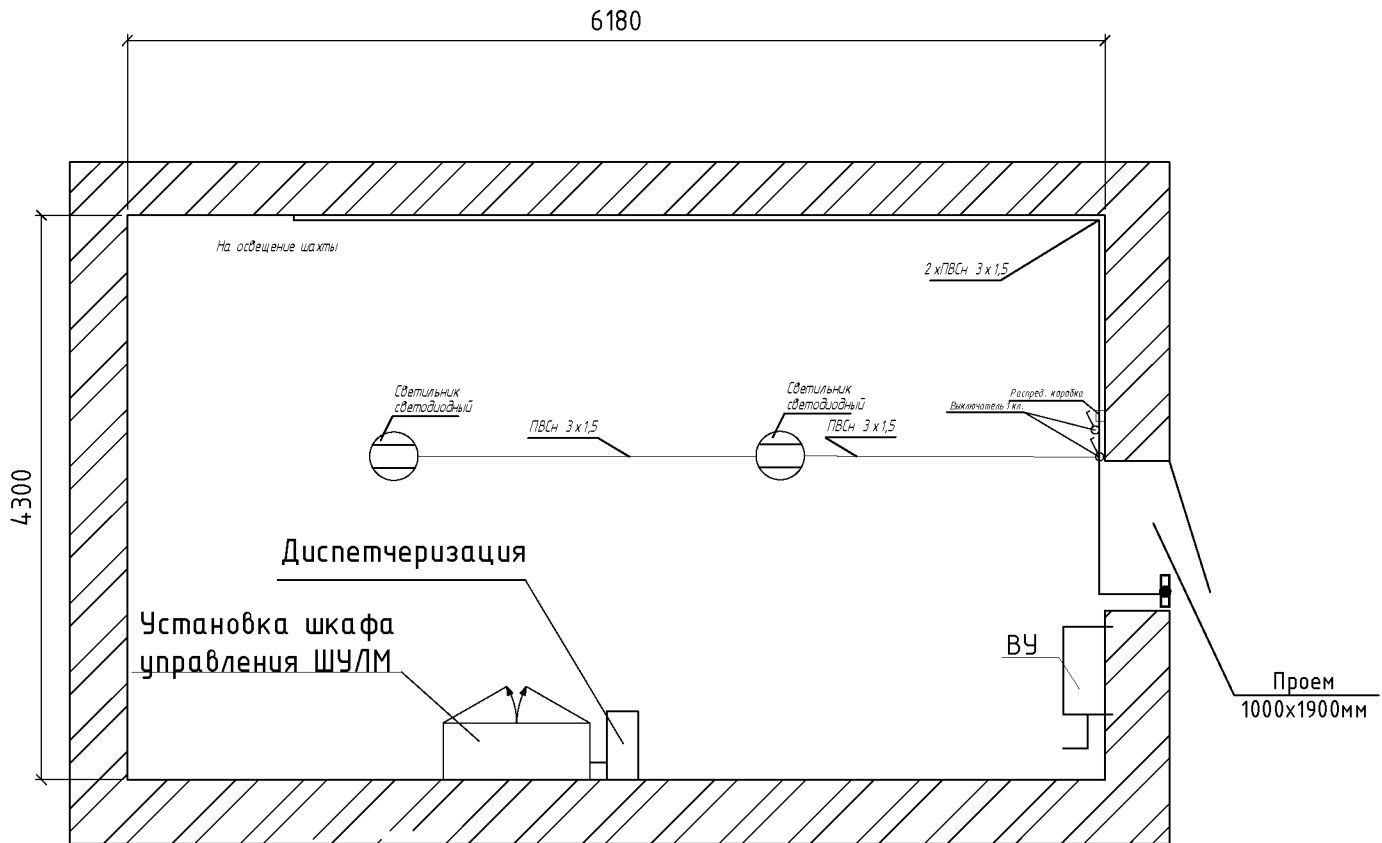 6180
На освещение шахты
2 хПВСн 3 х 1,5
Светильник
светодиодный
Светильник
светодиодный
Распред. каробка
Выключатель 1 кл.
ПВСн 3 х 1,5
ПВСн 3 х 1,5
4300
Диспетчеризация
Установка шкафа
управления ШУЛМ
ВУ
Проем
1000х1900мм